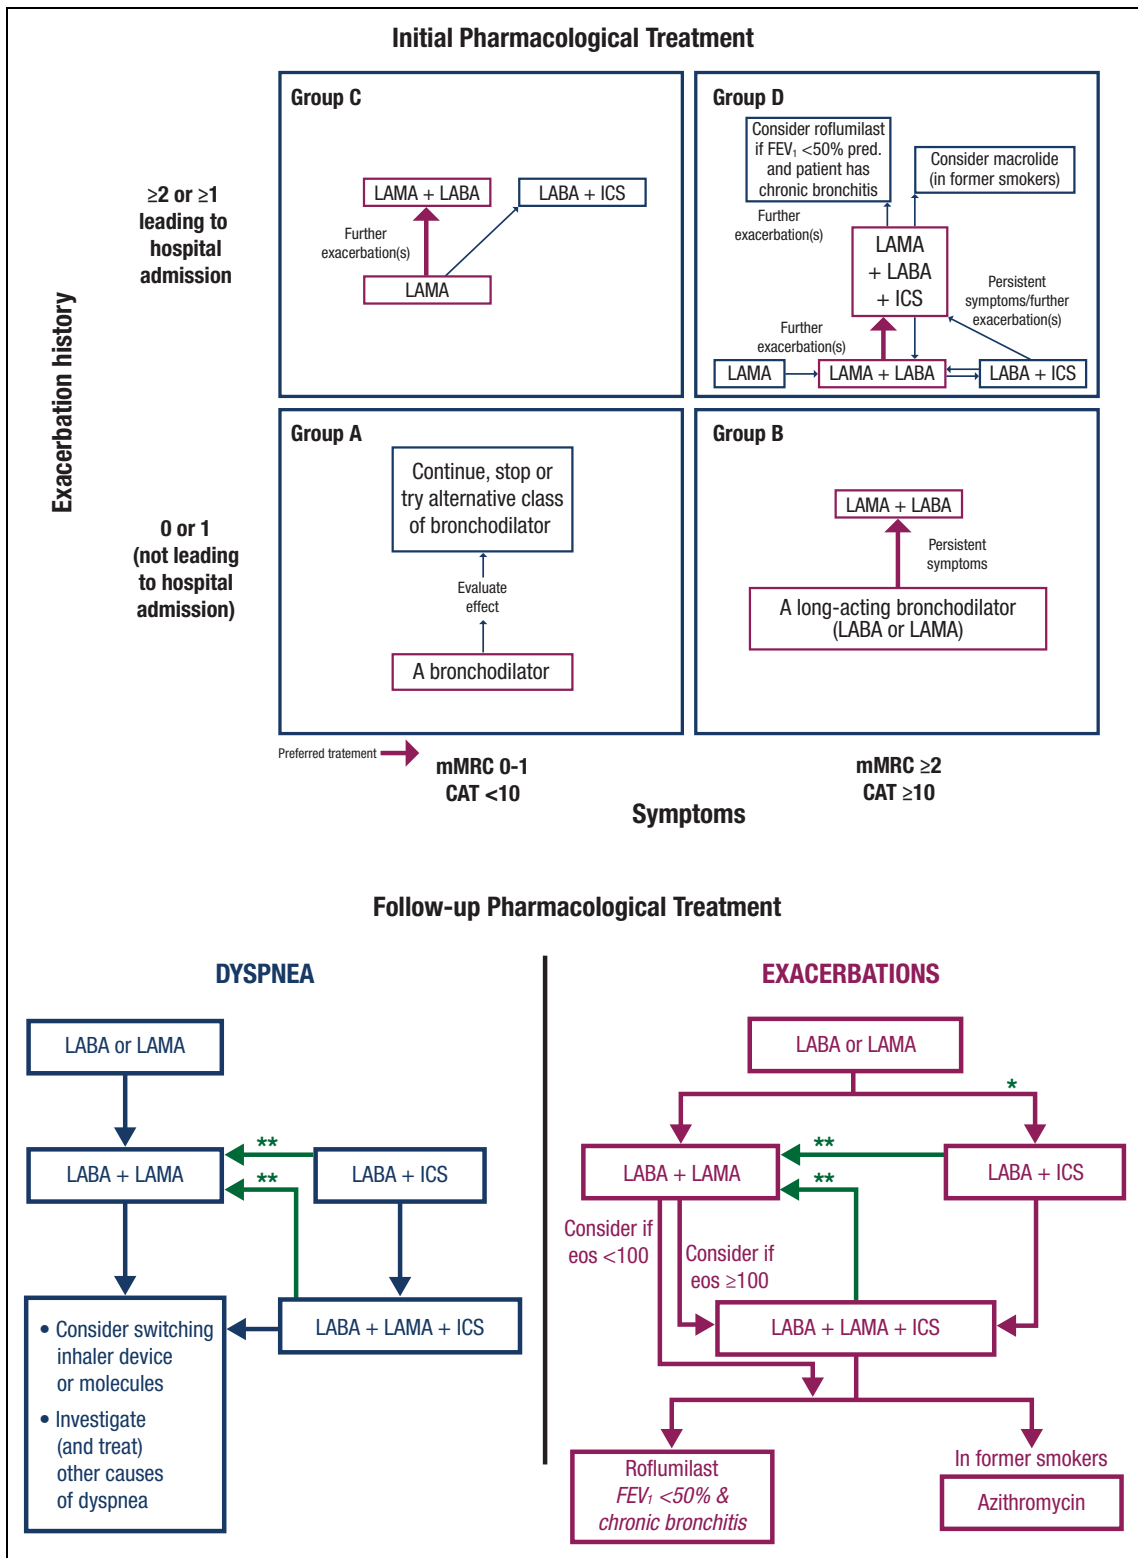 Initial Pharmacological Treatment
Exacerbation history
≥2 or ≥1
leading to
hospital
admission
Group C
LAMA + LABA
LABA + ICS
Further
exacerbation(s)
LAMA
Group D
Consider roflumilast
if FEV₁ <50% pred.
and patient has
chronic bronchitis
Consider macrolide
(in former smokers)
Further
exacerbation(s)
LAMA
+ LABA
+ ICS
Persistent
symptoms/further
exacerbation(s)
Further
exacerbation(s)
LAMA
LAMA + LABA
LABA + ICS
0 or 1
(not leading
to hospital
admission)
Group A
Continue, stop or
try alternative class
of bronchodilator
Evaluate
effect
A bronchodilator
Group B
LAMA + LABA
Persistent
symptoms
A long-acting bronchodilator
(LABA or LAMA)
Preferred tratement
mMRC 0-1
CAT <10
mMRC ≥2
CAT ≥10
Symptoms
Follow-up Pharmacological Treatment
DYSPNEA
LABA or LAMA
**
LABA + LAMA
**
LABA + ICS
• Consider switching
inhaler device
or molecules
• Investigate
(and treat)
other causes
of dyspnea
LABA + LAMA + ICS
EXACERBATIONS
LABA or LAMA
*
**
LABA + LAMA
**
LABA + ICS
Consider if
eos <100
Consider if
eos ≥100
LABA + LAMA + ICS
Roflumilast
FEV₁ <50% &
chronic bronchitis
In former smokers
Azithromycin